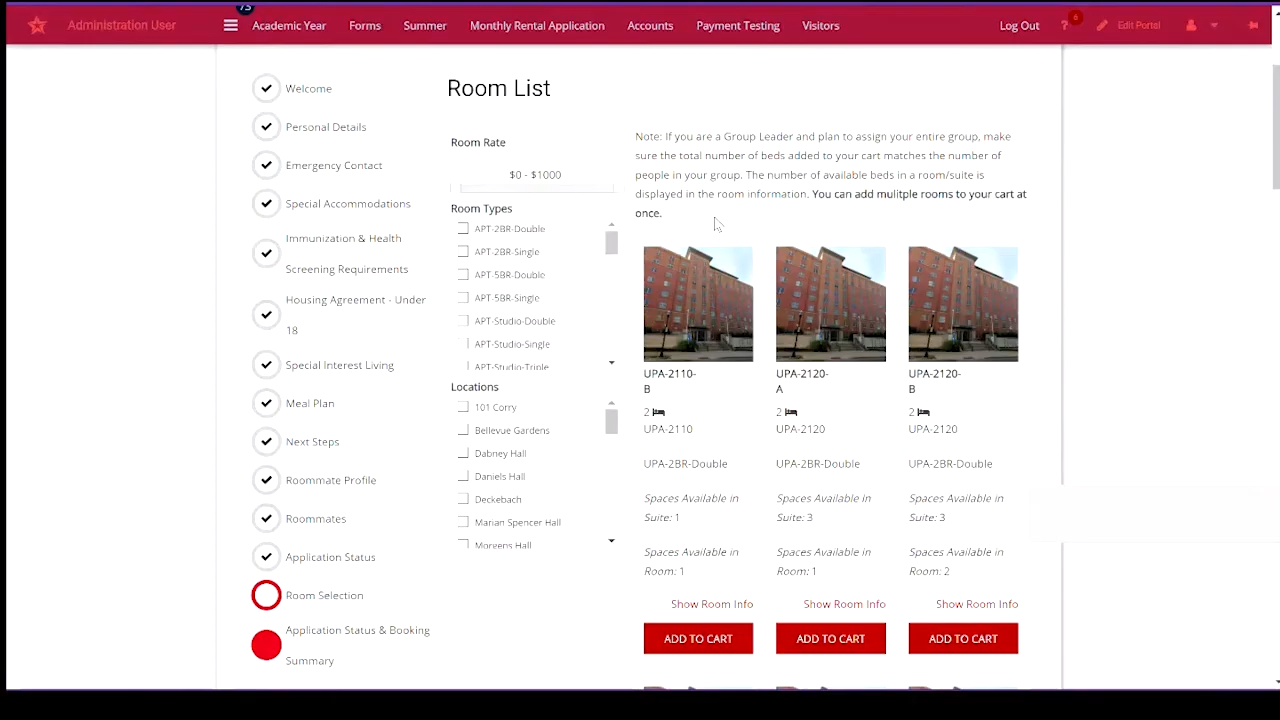 75
Administration User
Academic Year
Forms
Summer
Monthly Rental Application
Accounts
Payment Testing
Visitors
Log Out
?
6
Edit Portal
Welcome
Personal Details
Emergency Contact
Special Accommodations
Immunization & Health
Screening Requirements
Housing Agreement - Under
18
Special Interest Living
Meal Plan
Next Steps
Roommate Profile
Roommates
Application Status
Room Selection
Application Status & Booking
Summary
Room List
Room Rate
$0 - $1000
Room Types
APT-2BR-Double
APT-2BR-Single
APT-5BR-Double
APT-5BR-Single
APT-Studio-Double
APT-Studio-Single
APT-Studio-Triple
Locations
101 Corry
Bellevue Gardens
Dabney Hall
Daniels Hall
Deckebach
Marian Spencer Hall
Morgens Hall
Note: If you are a Group Leader and plan to assign your entire group, make
sure the total number of beds added to your cart matches the number of
people in your group. The number of available beds in a room/suite is
displayed in the room information. You can add mulitple rooms to your cart at
once.
UPA-2110-
B
2
UPA-2110
UPA-2BR-Double
Spaces Available in
Suite: 1
Spaces Available in
Room: 1
Show Room Info
ADD TO CART
UPA-2120-
A
2
UPA-2120
UPA-2BR-Double
Spaces Available in
Suite: 3
Spaces Available in
Room: 1
Show Room Info
ADD TO CART
UPA-2120-
B
2
UPA-2120
UPA-2BR-Double
Spaces Available in
Suite: 3
Spaces Available in
Room: 2
Show Room Info
ADD TO CART